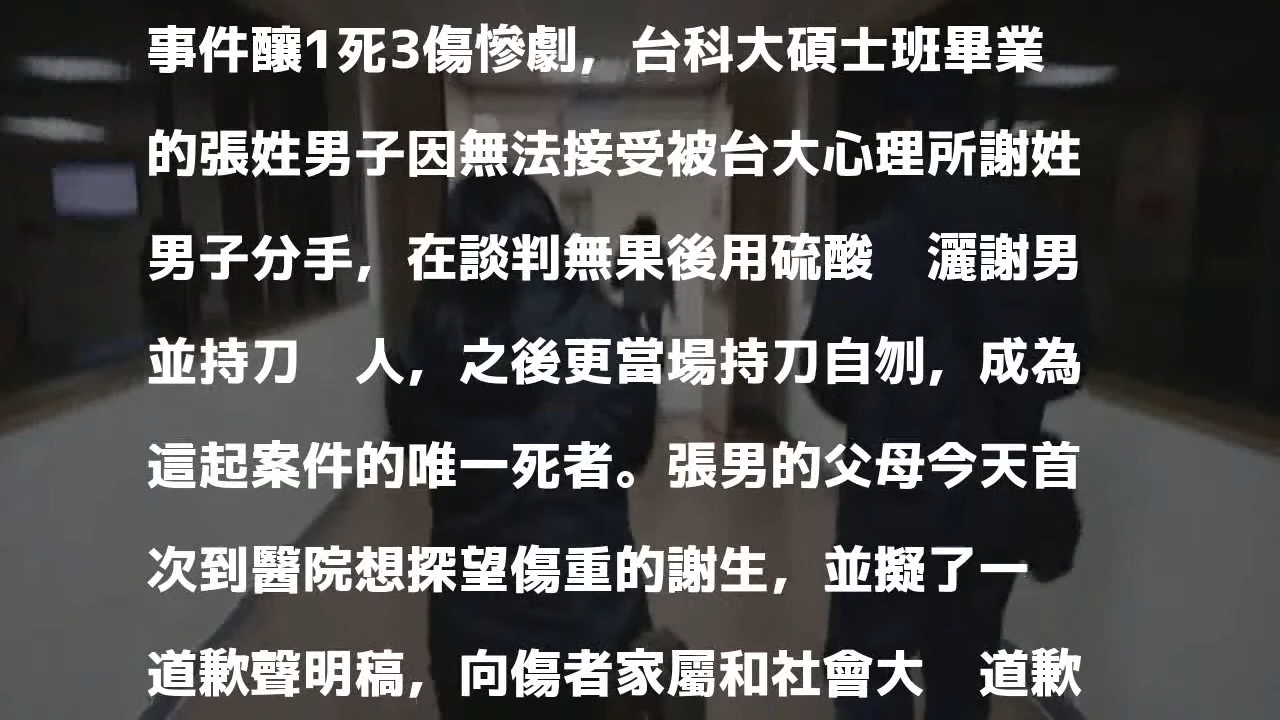 事件釀1死3傷慘劇，台科大碩士班畢業
的張姓男子因無法接受被台大心理所謝姓
男子分手，在談判無果後用硫酸　灑謝男
並持刀　人，之後更當場持刀自刎，成為
這起案件的唯一死者。張男的父母今天首
次到醫院想探望傷重的謝生，並擬了一
道歉聲明稿，向傷者家屬和社會大　道歉